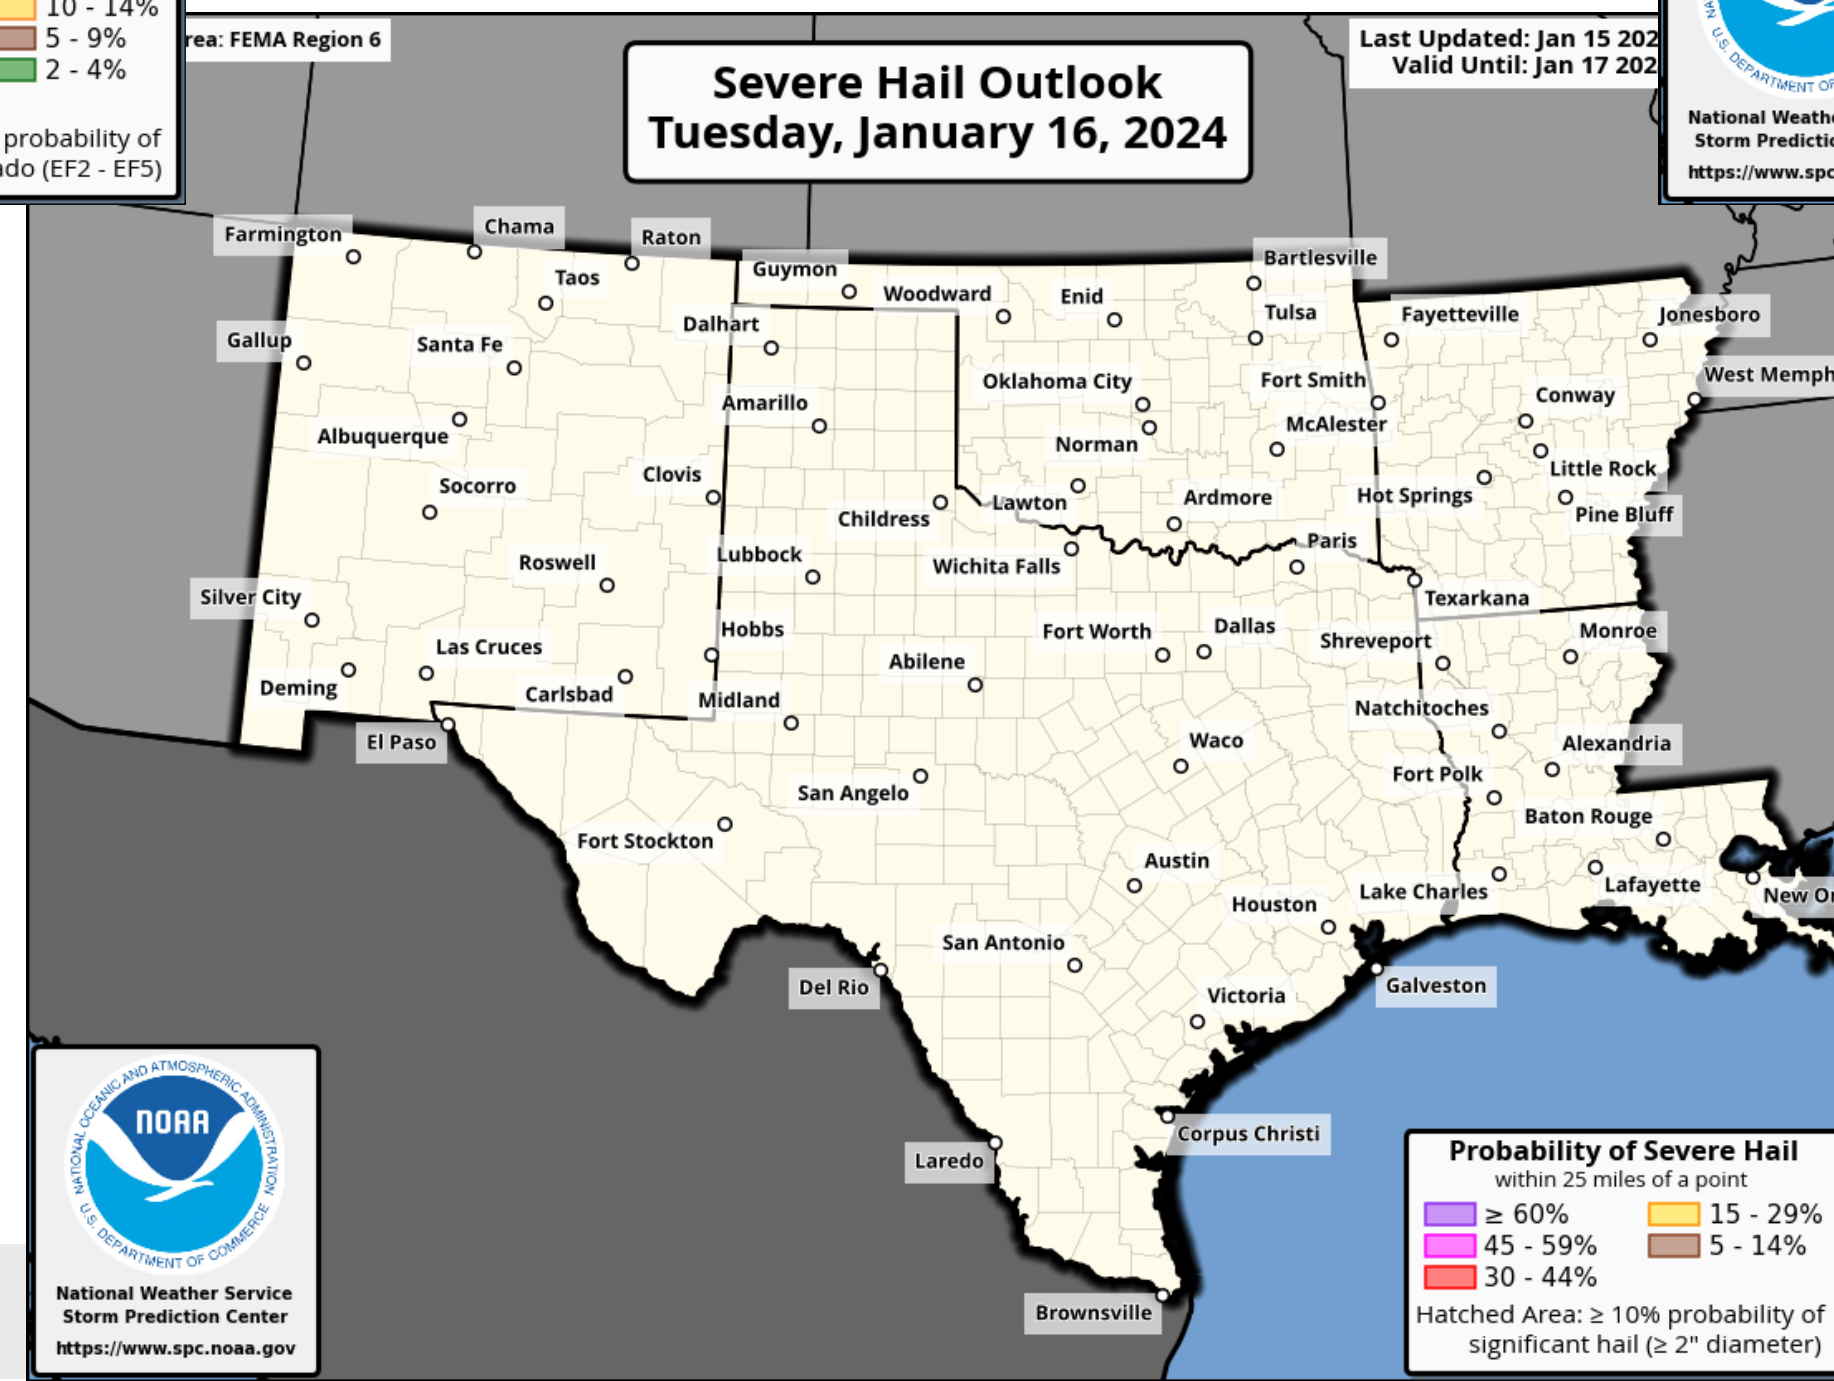 10 - 14%
5 - 9%
2 - 4%
probability of
ado (EF2 - EF5)
rea: FEMA Region 6
Severe Hail Outlook
Tuesday, January 16, 2024
Last Updated: Jan 15 202
Valid Until: Jan 17 202
U.S. DEPARTMENT OF
National Weathe
Storm Predictio
https://www.spc
Farmington
Chama
Raton
Taos
Guymon
Woodward
Enid
Bartlesville
Tulsa
Fayetteville
Jonesboro
Gallup
Santa Fe
Dalhart
Oklahoma City
Fort Smith
West Memph
Amarillo
Conway
Albuquerque
Norman
McAlester
Socorro
Clovis
Little Rock
Childress
Lawton
Ardmore
Hot Springs
Pine Bluff
Roswell
Lubbock
Wichita Falls
Paris
Silver City
Texarkana
Las Cruces
Hobbs
Fort Worth
Dallas
Shreveport
Monroe
Deming
Carlsbad
Midland
Abilene
Natchitoches
El Paso
Waco
Alexandria
San Angelo
Fort Polk
Fort Stockton
Baton Rouge
Austin
Lake Charles
Lafayette
New Or
Houston
San Antonio
Del Rio
Victoria
Galveston
Corpus Christi
Laredo
Brownsville
NATIONAL OCEANIC AND ATMOSPHERIC ADMINISTRATION
NOAA
U.S. DEPARTMENT OF COMMERCE
National Weather Service
Storm Prediction Center
https://www.spc.noaa.gov
Probability of Severe Hail
within 25 miles of a point
≥ 60%
15 - 29%
45 - 59%
5 - 14%
30 - 44%
Hatched Area: ≥ 10% probability of
significant hail (≥ 2" diameter)